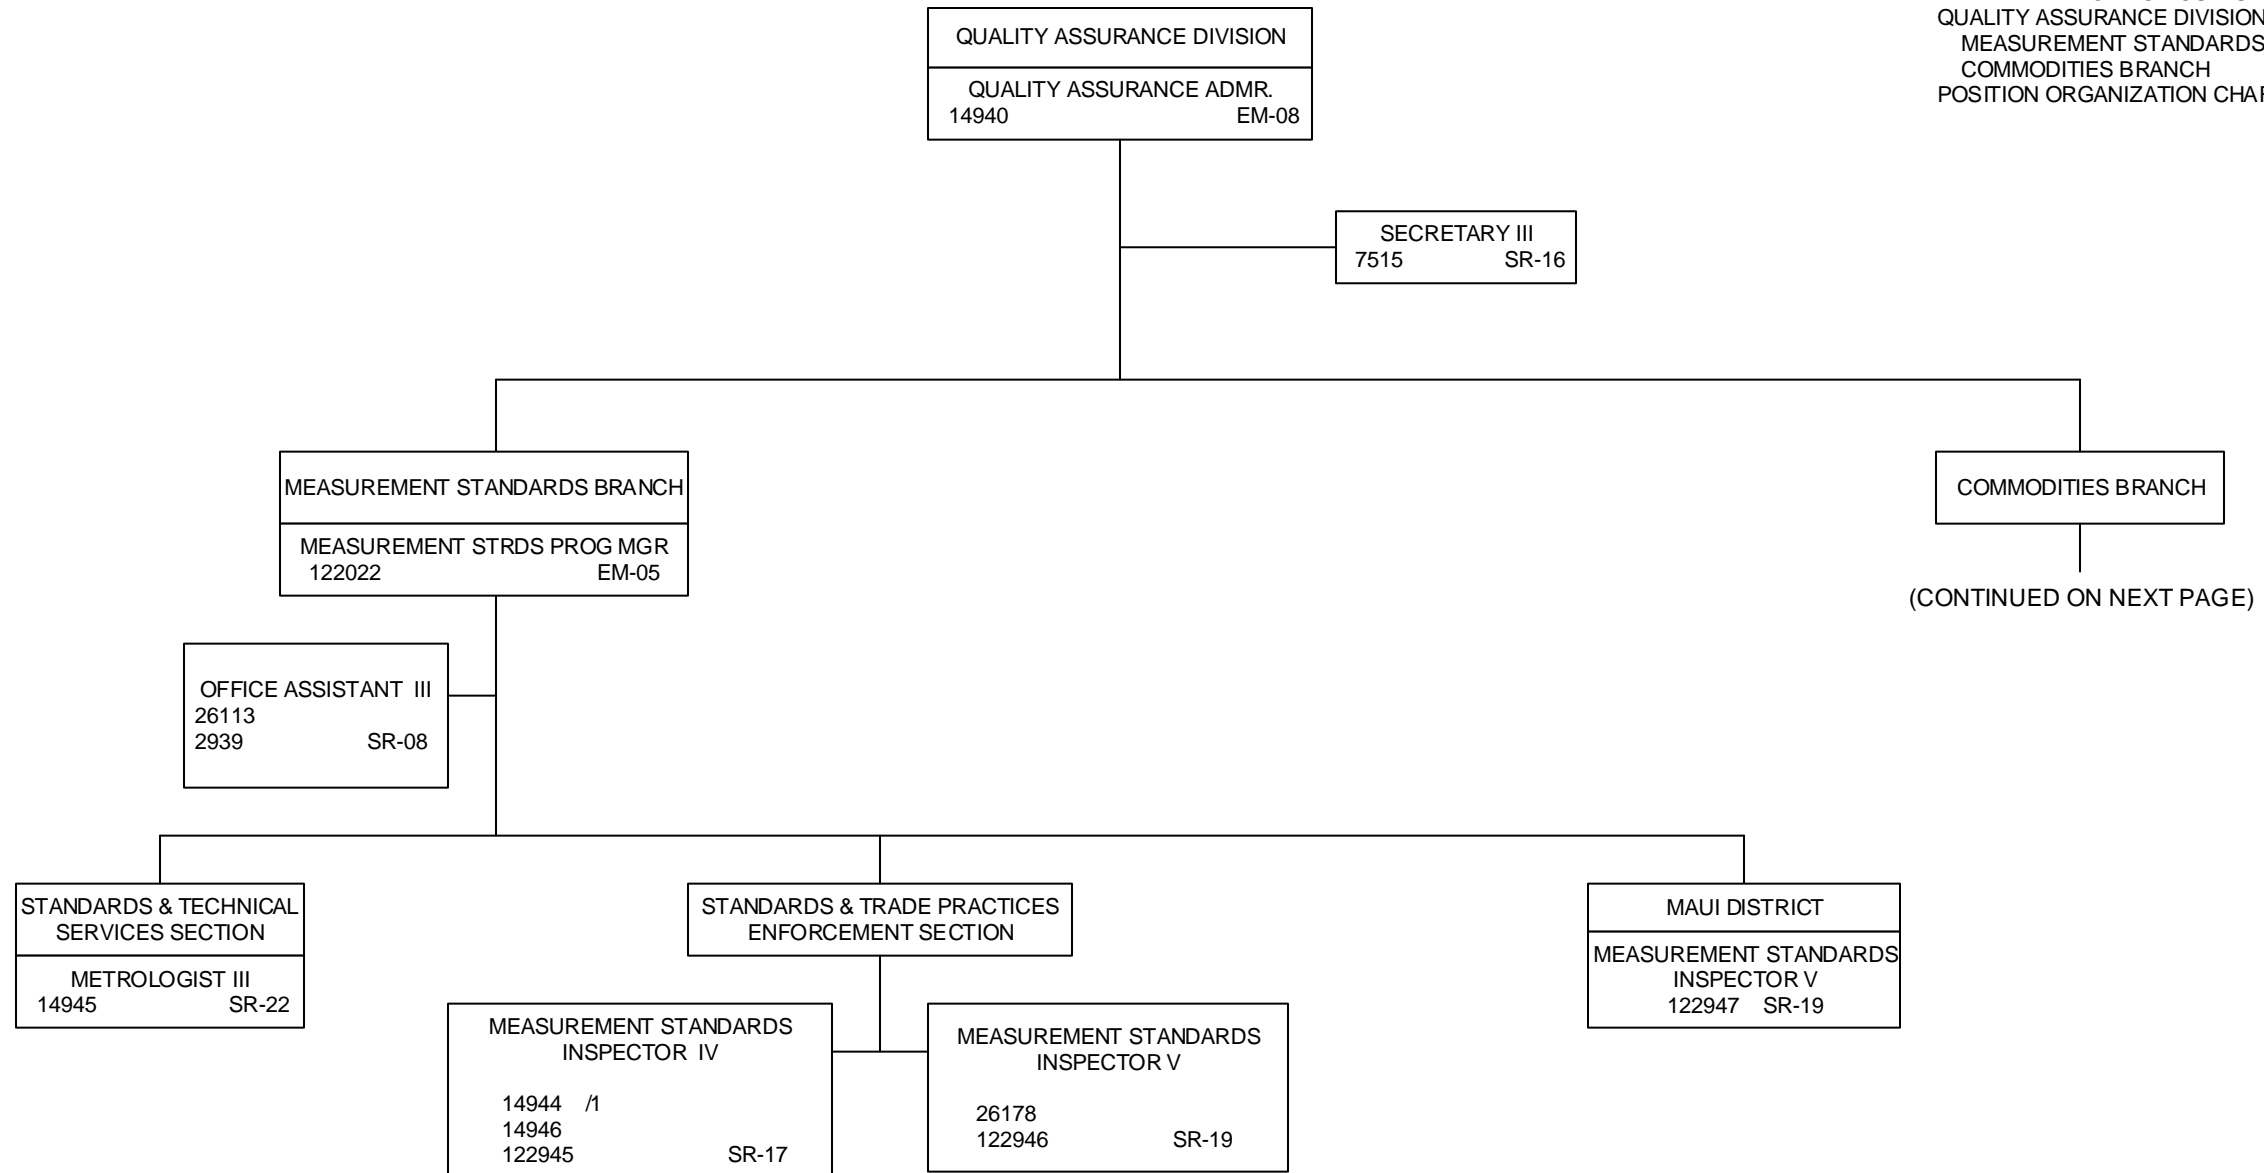 QUALITY ASSURANCE DIVISION
MEASUREMENT STANDARDS
COMMODITIES BRANCH
POSITION ORGANIZATION
QUALITY ASSURANCE DIVISION
QUALITY ASSURANCE ADMR.
14940 EM-08
SECRETARY III
7515 SR-16
MEASUREMENT STANDARDS BRANCH
MEASUREMENT STRDS PROG MGR
122022 EM-05
COMMODITIES BRANCH
(CONTINUED ON NEXT PAGE)
OFFICE ASSISTANT III
26113
2939 SR-08
STANDARDS & TECHNICAL
SERVICES SECTION
METROLOGIST III
14945 SR-22
STANDARDS & TRADE PRACTICES
ENFORCEMENT SECTION
MEASUREMENT STANDARDS
INSPECTOR IV
14944 /1
14946
122945 SR-17
MEASUREMENT STANDARDS
INSPECTOR V
26178
122946 SR-19
MAUI DISTRICT
MEASUREMENT STANDARDS
INSPECTOR V
122947 SR-19